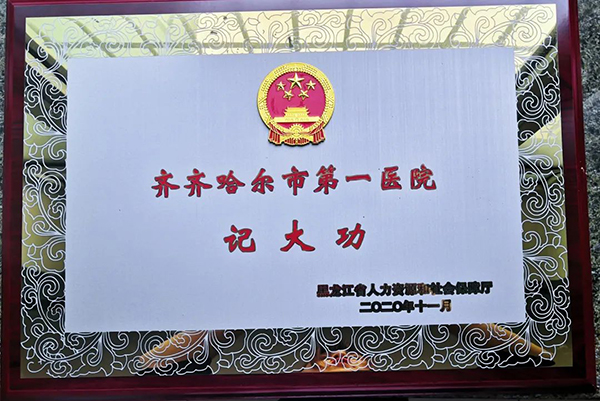 齐齐哈尔市第一医院
记大功
黑龙江省人力资源和社会保障厅
二〇二〇年十一月